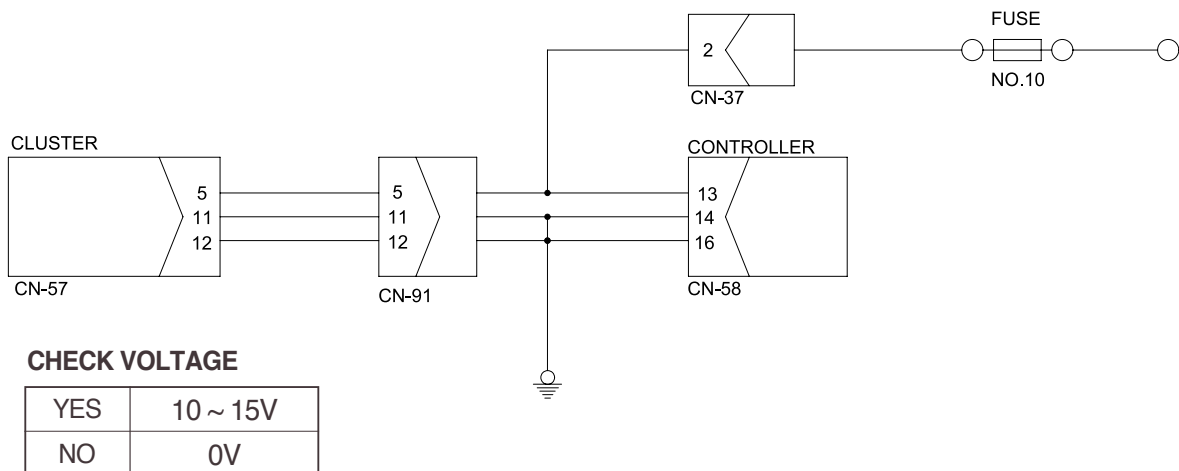 FUSE
2
NO.10
CN-37
CLUSTER
CONTROLLER
5 5 13
11 11 14
12 12 16
CN-57 CN-91 CN-58
CHECK VOLTAGE
YES 10 ~ 15V
NO 0V